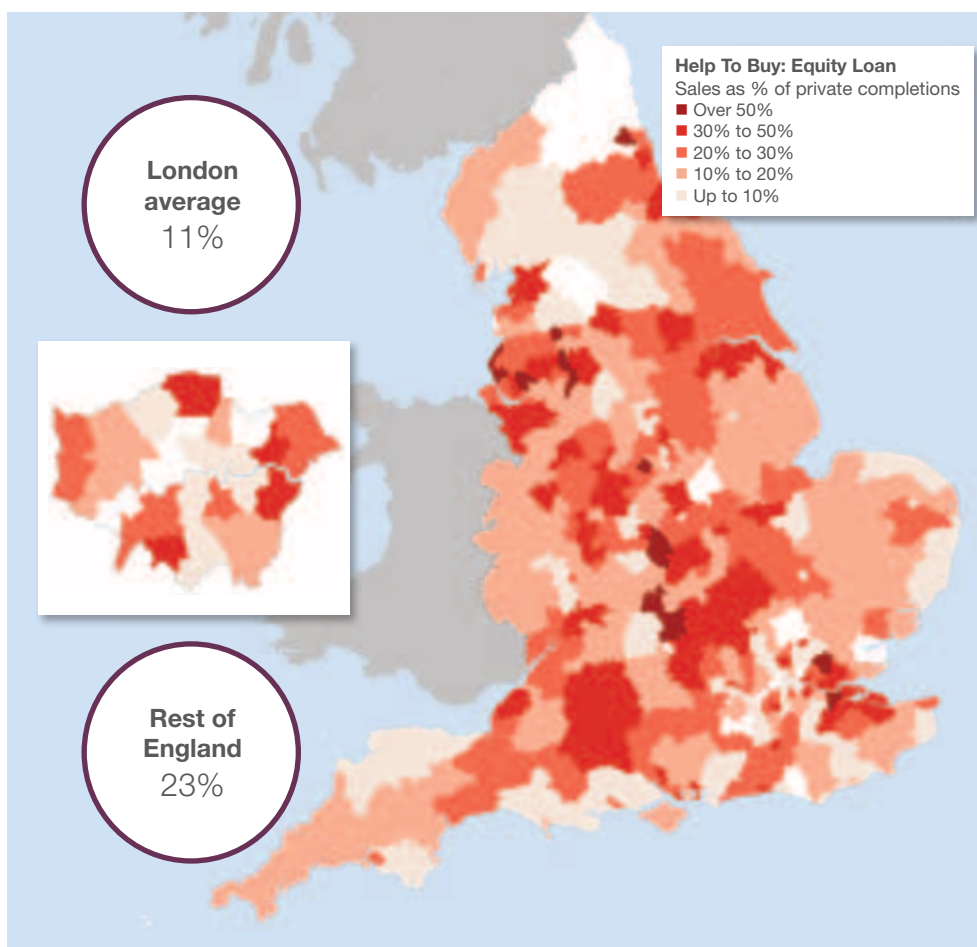 Help To Buy: Equity Loan
Sales as % of private completions
Over 50%
30% to 50%
20% to 30%
10% to 20%
Up to 10%
London
average
11%
Rest of
England
23%